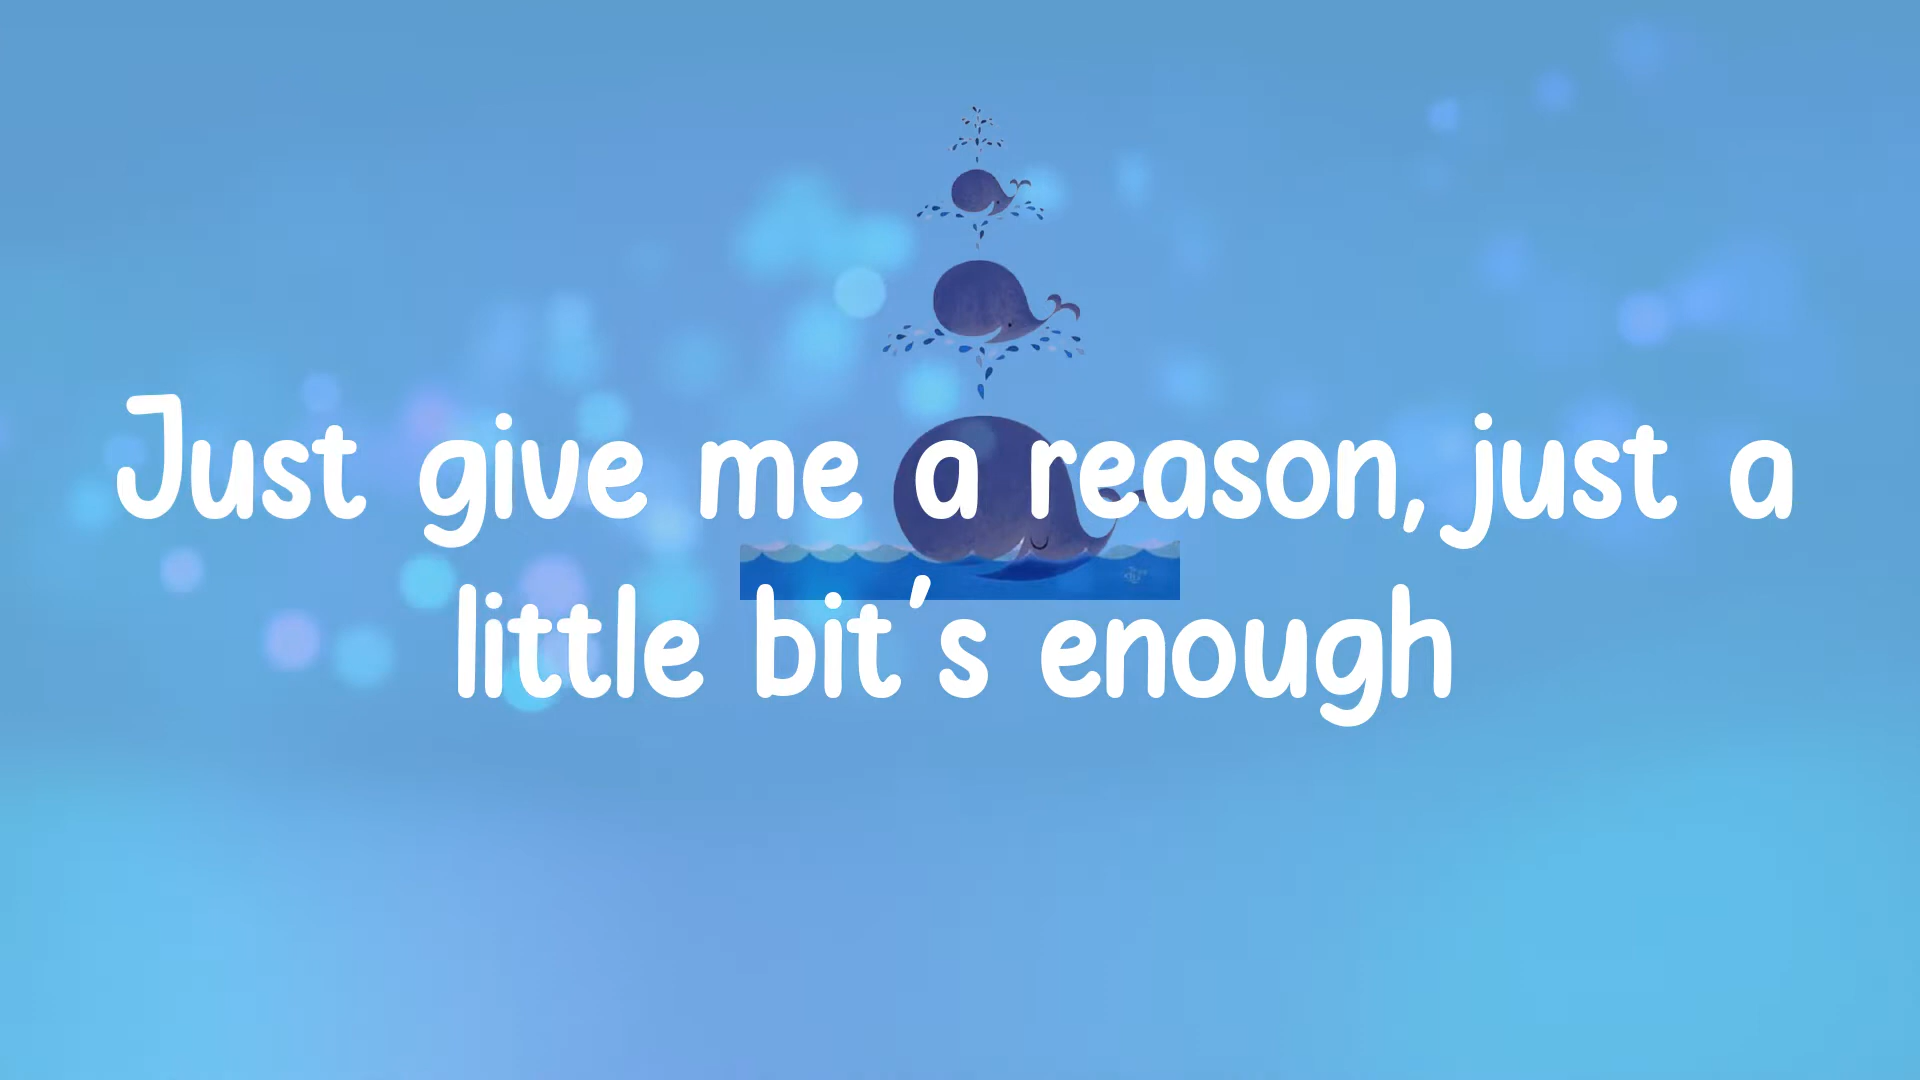 Just give me a reason, just a
little bit's enough